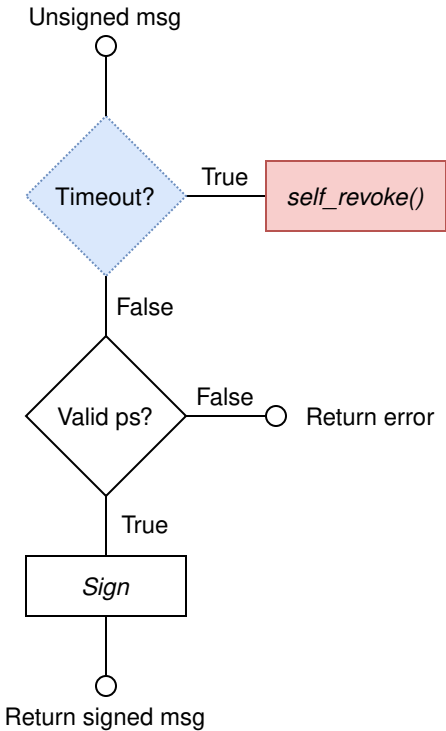 Unsigned msg
Timeout?
True
self_revoke()
False
Valid ps?
False
Return error
True
Sign
Return signed msg